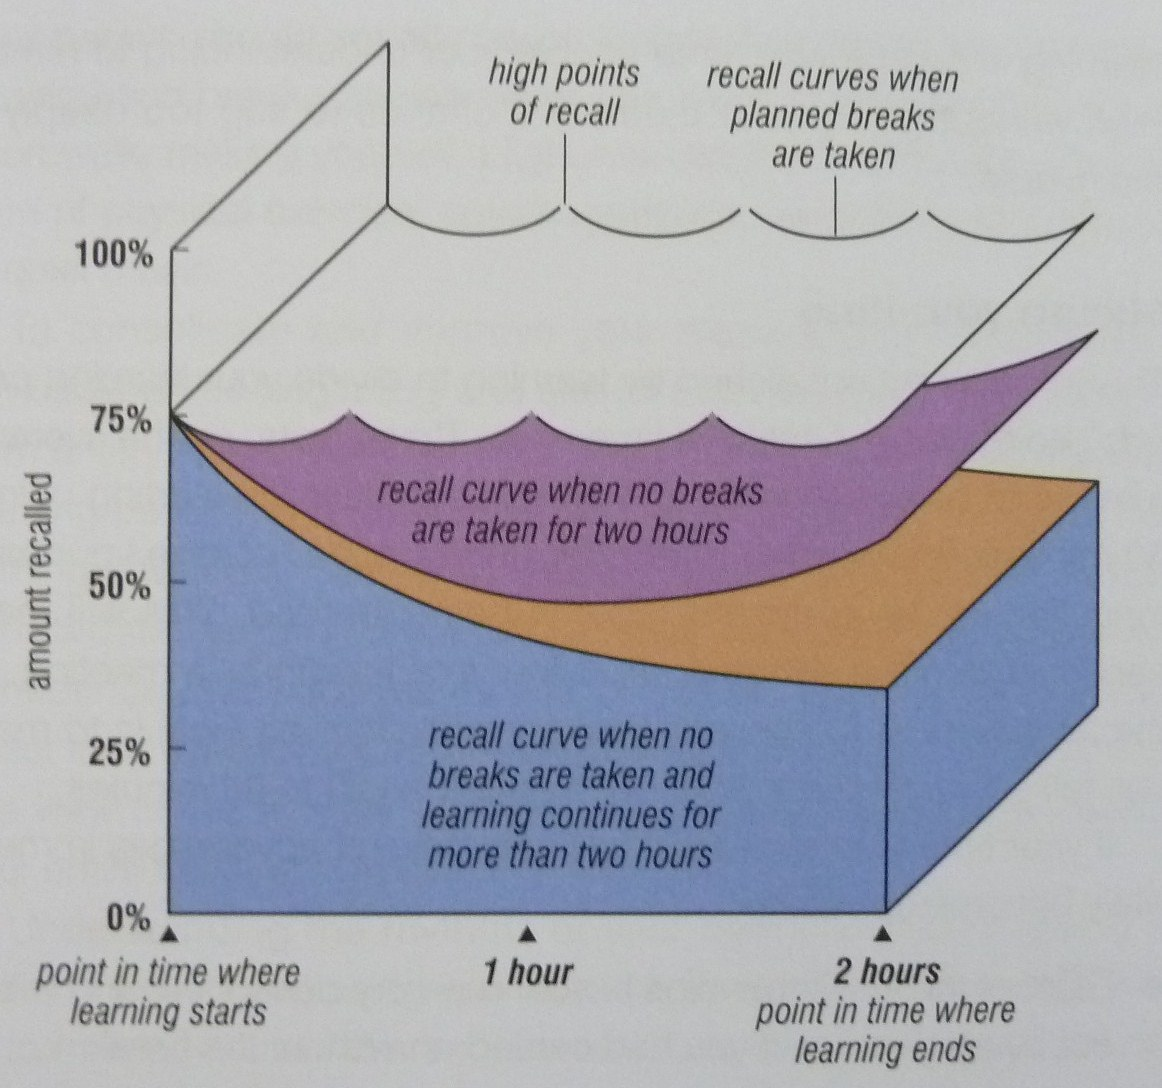 high points
of recall
recall curves when
planned breaks
are taken
100%
75%
50%
25%
0%
amount recalled
recall curve when no breaks
are taken for two hours
recall curve when no
breaks are taken and
learning continues for
more than two hours
point in time where
learning starts
1 hour
2 hours
point in time where
learning ends